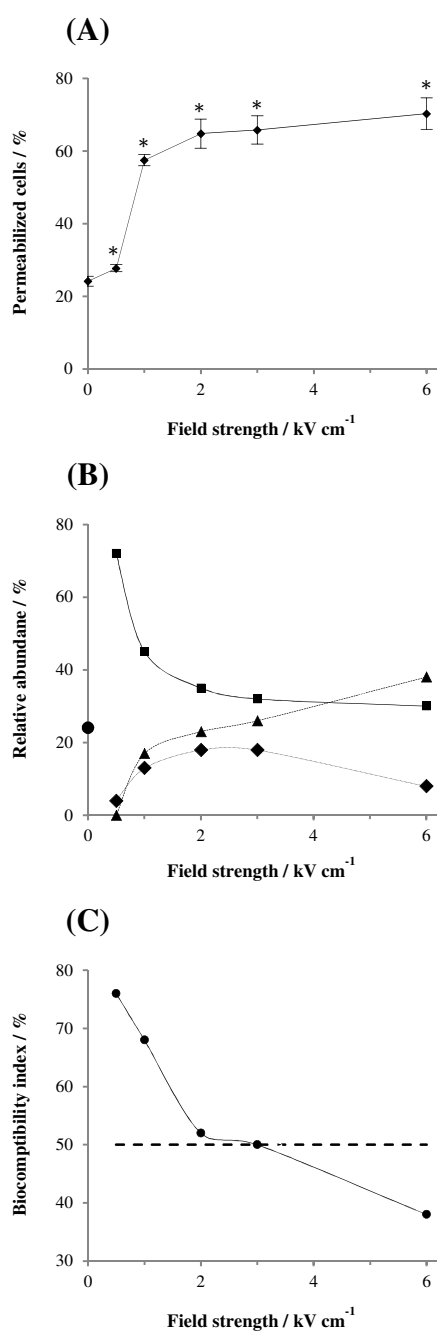 (A)
Permeabilized cells / %
80
60
40
20
0
* * * * *
0 2 4 6
Field strength / kV cm⁻¹
(B)
Relative abundane / %
80
60
40
20
0
0 2 4 6
Field strength / kV cm⁻¹
(C)
Biocomptibility index / %
80
70
60
50
40
30
0 2 4 6
Field strength / kV cm⁻¹